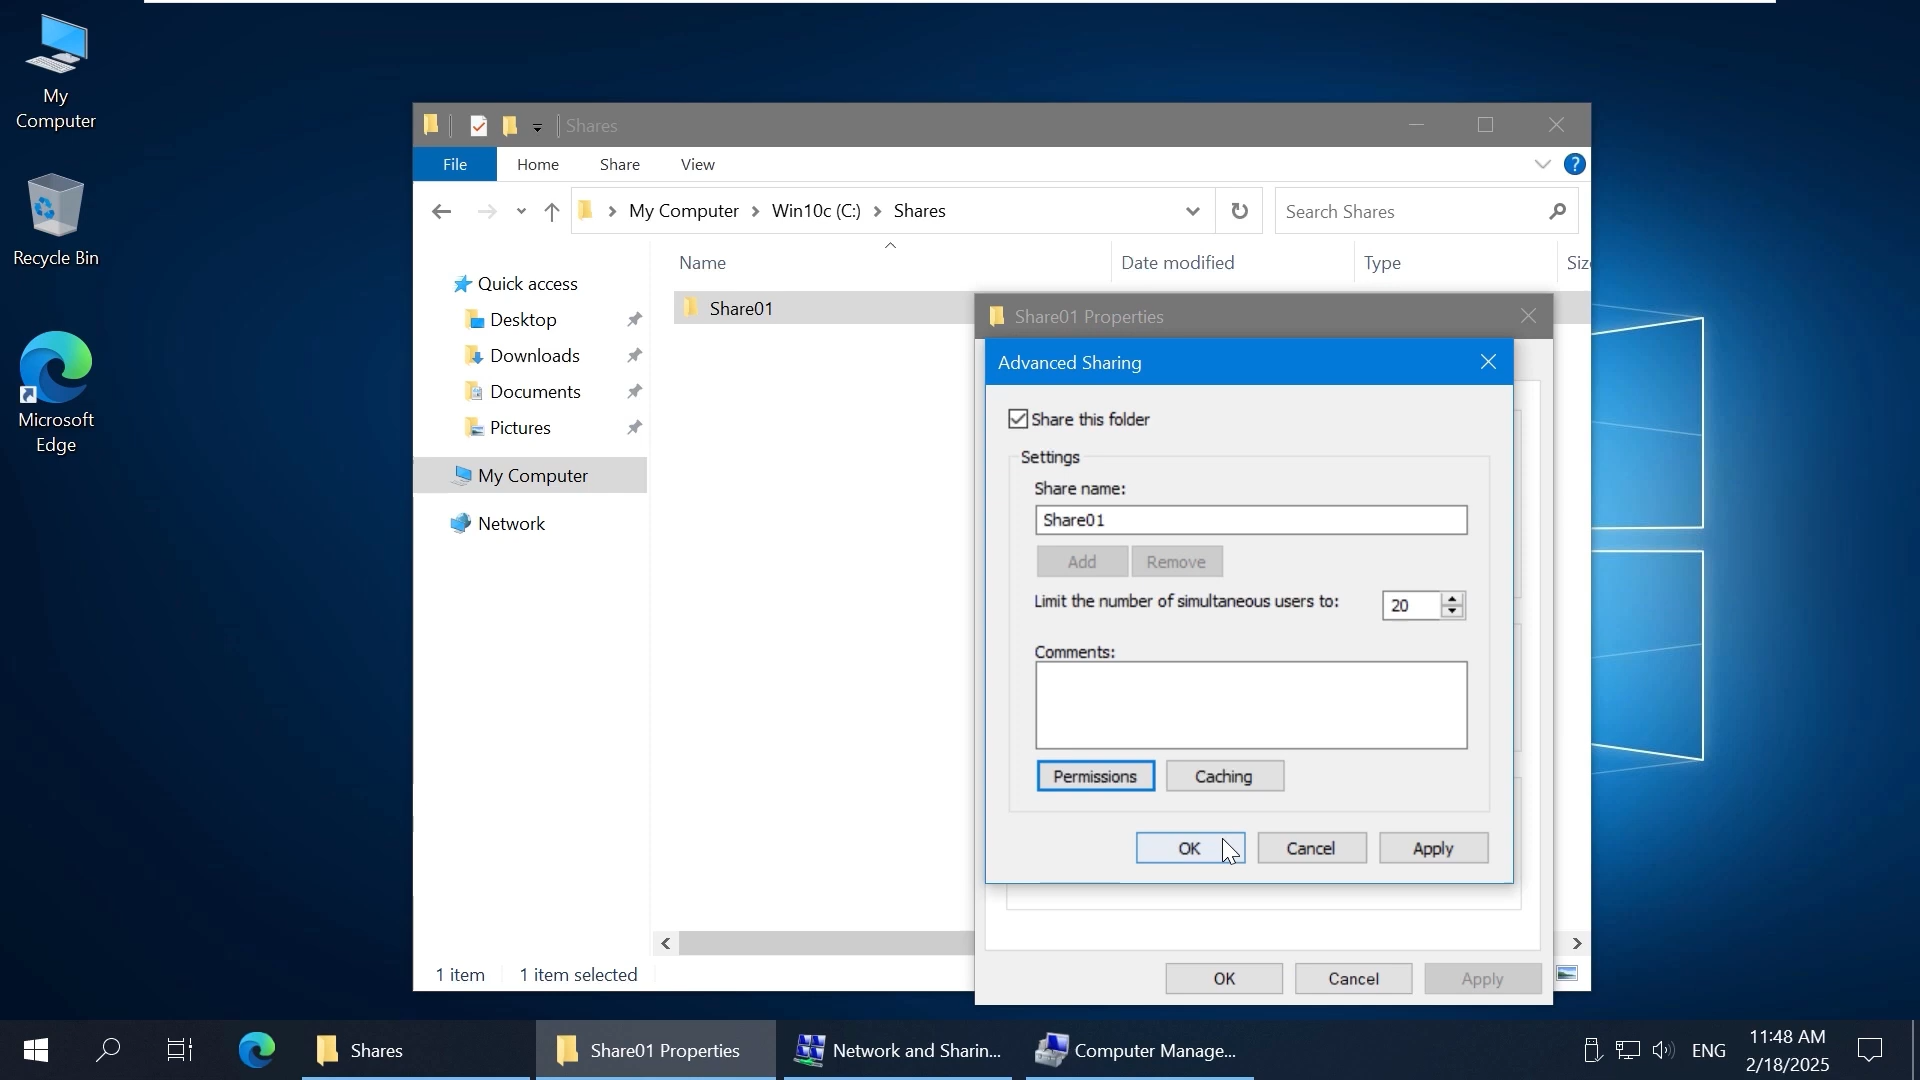 My
Computer
Recycle Bin
Microsoft
Edge
Shares
File Home Share View
My Computer Win10c (C:) Shares
Search Shares
Name Date modified Type Siz
Quick access
Desktop
Downloads
Documents
Pictures
My Computer
Network
Share01
Share01 Properties
Advanced Sharing
Share this folder
Settings
Share name:
Share01
Add Remove
Limit the number of simultaneous users to: 20
Comments:
Permissions Caching
OK Cancel Apply
1 item 1 item selected
OK Cancel Apply
Shares Share01 Properties Network and Sharin... Computer Manage... ENG
11:48 AM
2/18/2025